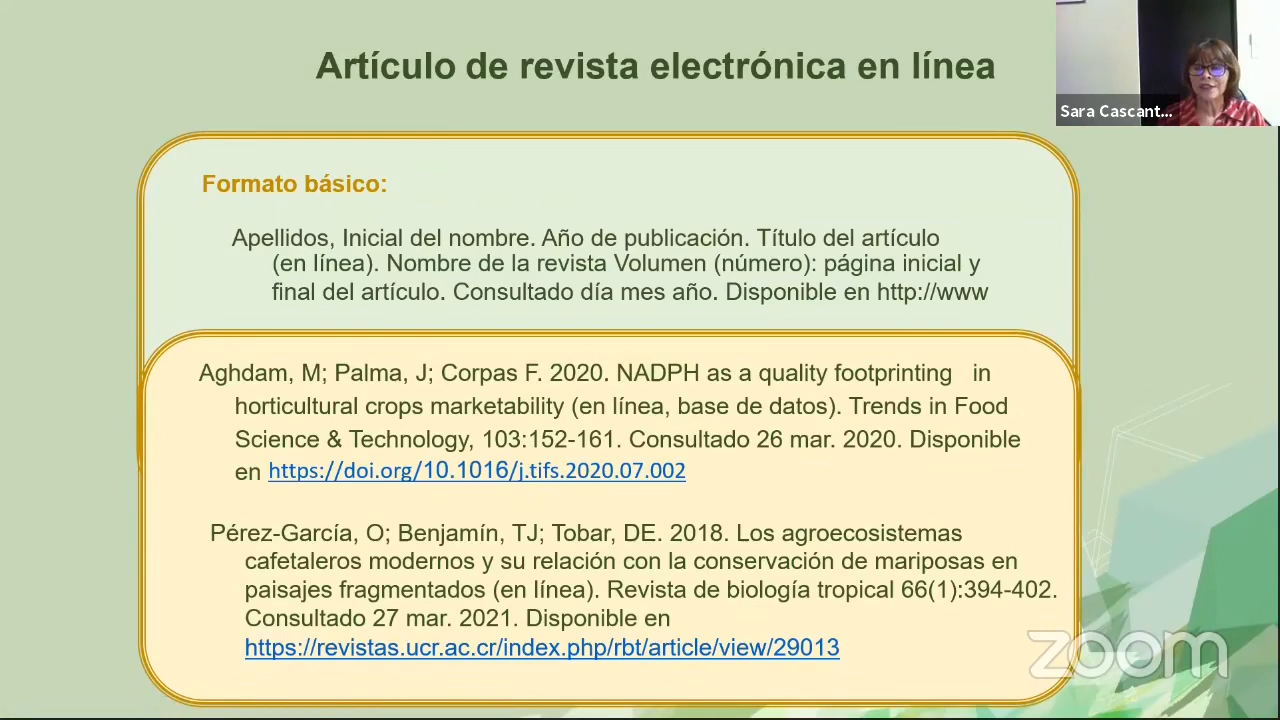 Artículo de revista electrónica en línea
Sara Cascant...
Formato básico:
Apellidos, Inicial del nombre. Año de publicación. Título del artículo
(en línea). Nombre de la revista Volumen (número): página inicial y
final del artículo. Consultado día mes año. Disponible en http://www
Aghdam, M; Palma, J; Corpas F. 2020. NADPH as a quality footprinting in
horticultural crops marketability (en línea, base de datos). Trends in Food
Science & Technology, 103:152-161. Consultado 26 mar. 2020. Disponible
en https://doi.org/10.1016/j.tifs.2020.07.002
Pérez-García, O; Benjamín, TJ; Tobar, DE. 2018. Los agroecosistemas
cafetaleros modernos y su relación con la conservación de mariposas en
paisajes fragmentados (en línea). Revista de biología tropical 66(1):394-402.
Consultado 27 mar. 2021. Disponible en
https://revistas.ucr.ac.cr/index.php/rbt/article/view/29013
zoom